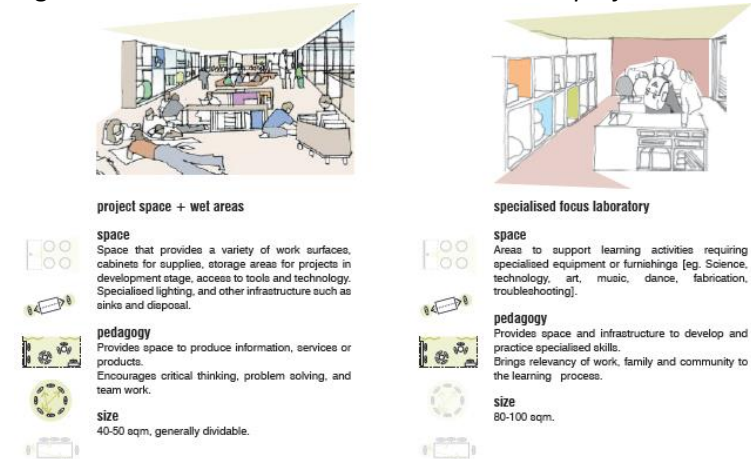 project space + wet areas
space
Space that provides a variety of work surfaces,
cabinets for supplies, storage areas for projects in
development stage, access to tools and technology.
Specialised lighting, and other infrastructure such as
sinks and disposal.
pedagogy
Provides space to produce information, services or
products.
Encourages critical thinking, problem solving, and
team work.
size
40-50 sqm, generally dividable.
specialised focus laboratory
space
Areas to support learning activities requiring
specialised equipment or furnishings [eg. Science,
technology, art, music, dance, fabrication,
troubleshooting].
pedagogy
Provides space and infrastructure to develop and
practice specialised skills.
Brings relevancy of work, family and community to
the learning process.
size
80-100 sqm.